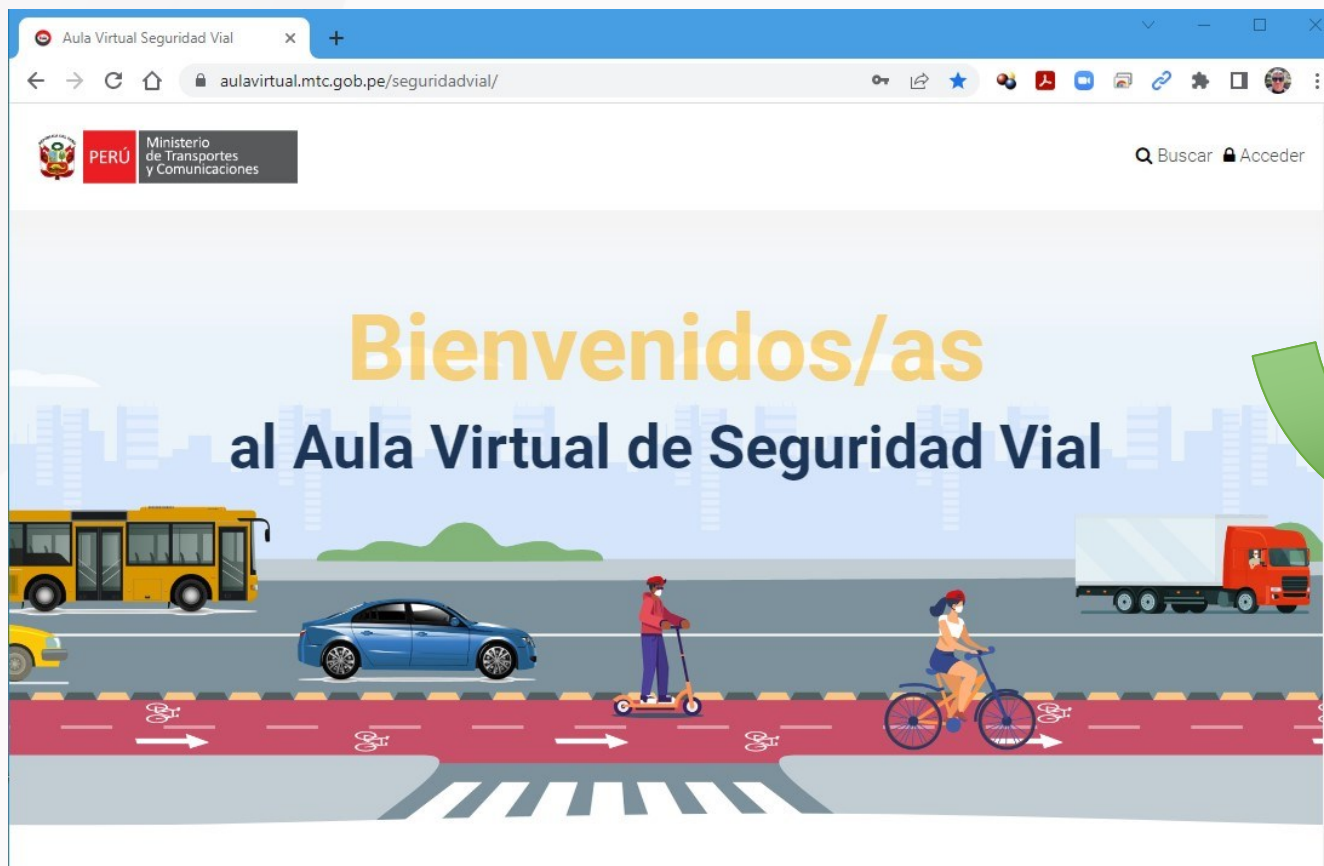 Aula Virtual Seguridad Vial
aulavirtual.mtc.gob.pe/seguridadvial/
PERÚ
Ministerio
de Transportes
y Comunicaciones
Buscar Acceder
Bienvenidos/as
al Aula Virtual de Seguridad Vial